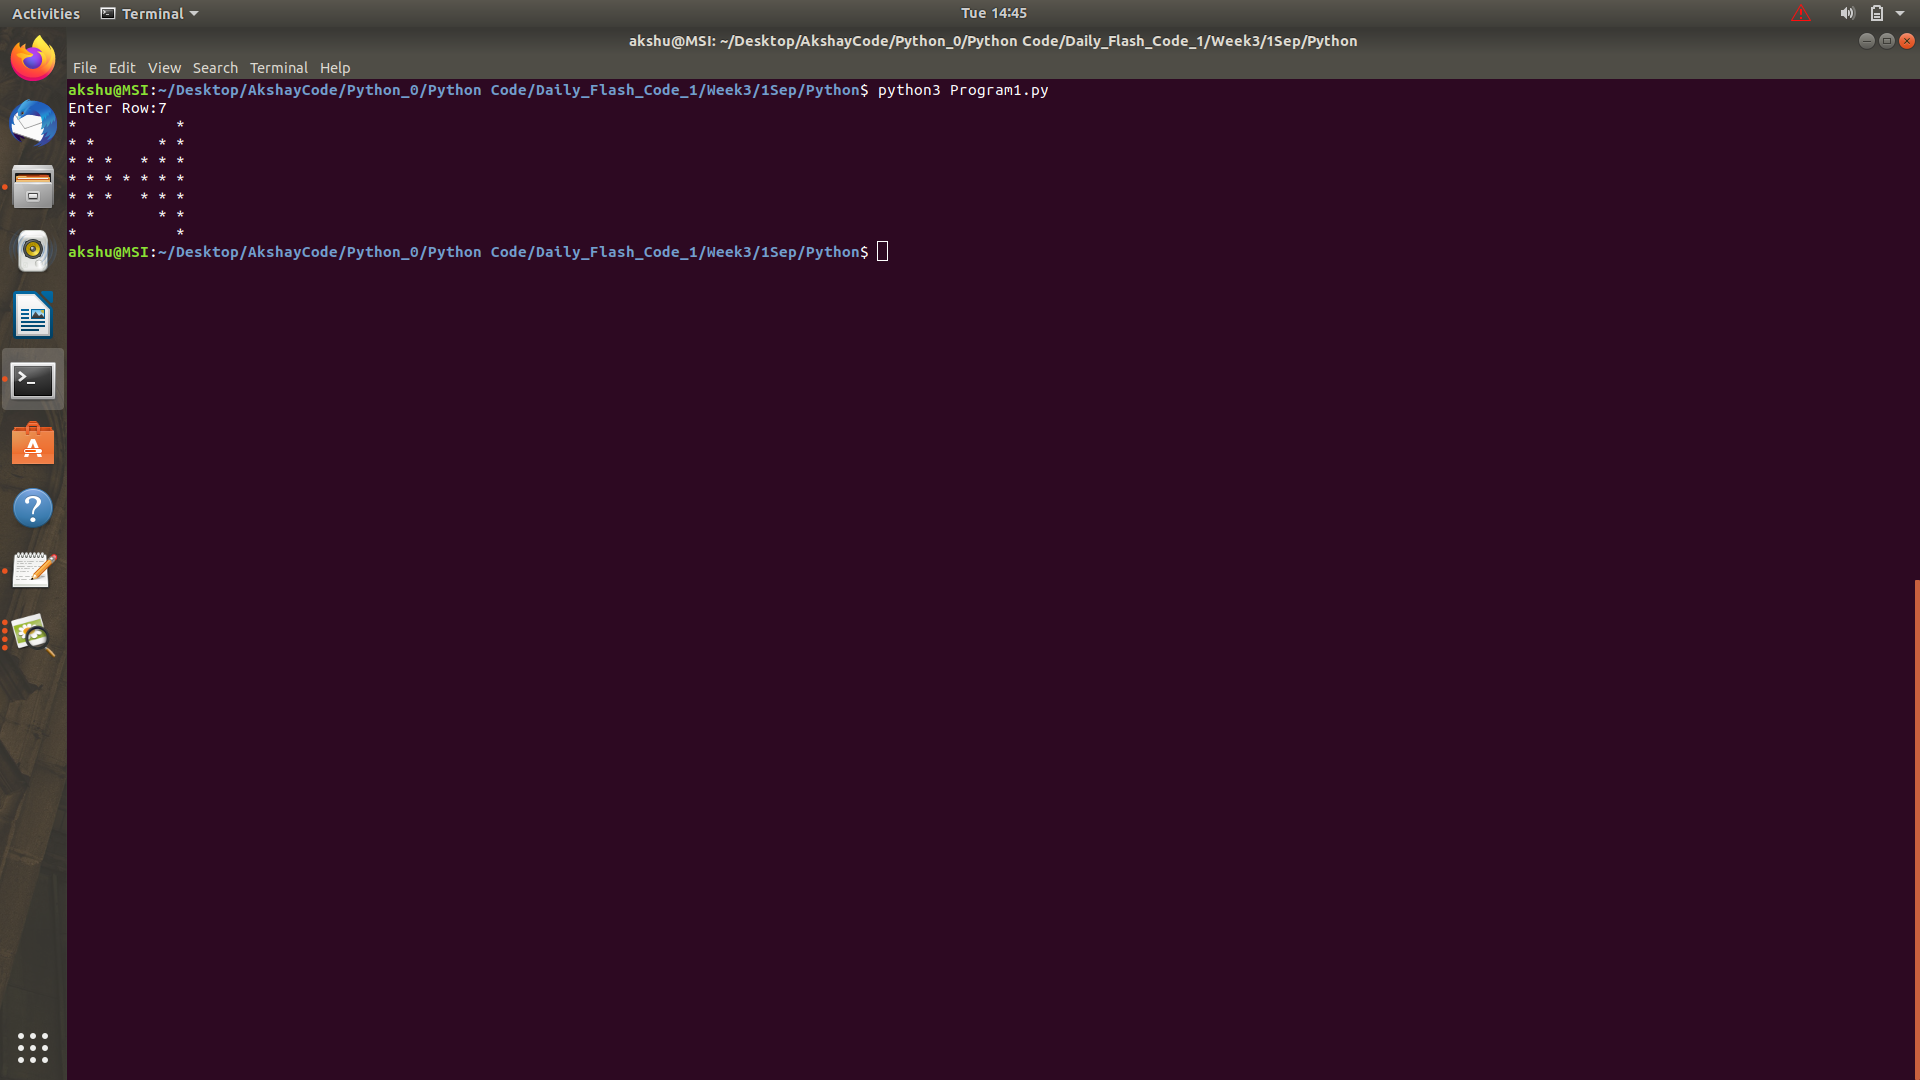 Activities Terminal Tue 14:45
akshu@MSI: ~/Desktop/AkshayCode/Python_0/Python Code/Daily_Flash_Code_1/Week3/1Sep/Python
File Edit View Search Terminal Help
akshu@MSI:~/Desktop/AkshayCode/Python_0/Python Code/Daily_Flash_Code_1/Week3/1Sep/Python$ python3 Program1.py
Enter Row:7
*           *
* *       * *
* * *   * * *
* * * * * * *
* * *   * * *
* *       * *
*           *
akshu@MSI:~/Desktop/AkshayCode/Python_0/Python Code/Daily_Flash_Code_1/Week3/1Sep/Python$